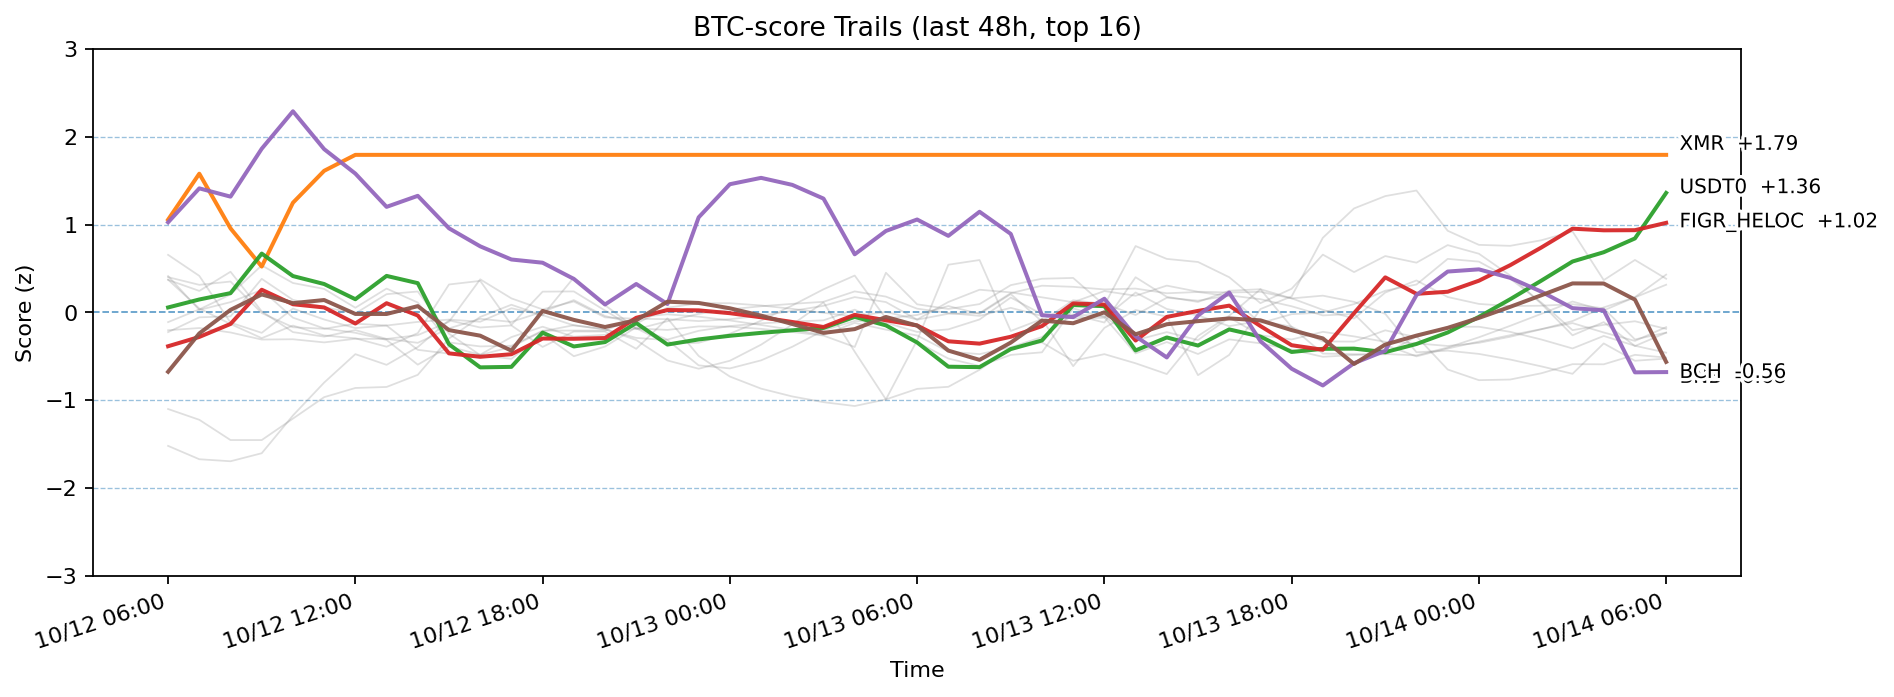 BTC-score Trails (last 48h, top 16)
Score (z)
3
2
1
0
−1
−2
−3
XMR +1.79
USDT0 +1.36
FIGR_HELOC +1.02
BCH -0.56
10/12 06:00
10/12 12:00
10/12 18:00
10/13 00:00
10/13 06:00
10/13 12:00
10/13 18:00
10/14 00:00
10/14 06:00
Time